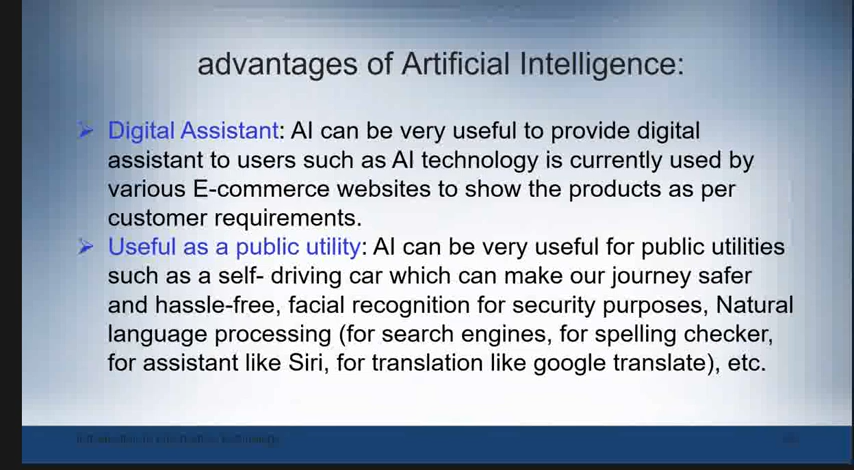 advantages of Artificial Intelligence:
Digital Assistant: AI can be very useful to provide digital
assistant to users such as AI technology is currently used by
various E-commerce websites to show the products as per
customer requirements.
Useful as a public utility: AI can be very useful for public utilities
such as a self- driving car which can make our journey safer
and hassle-free, facial recognition for security purposes, Natural
language processing (for search engines, for spelling checker,
for assistant like Siri, for translation like google translate), etc.